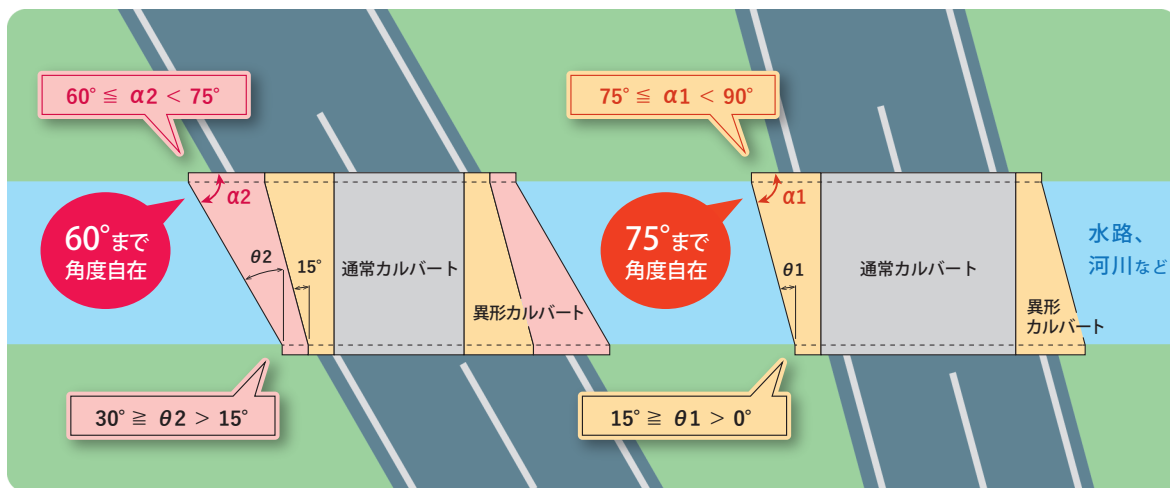 60° ≦ α2 < 75°
α2
60°まで
角度自在
θ2
15°
通常カルバート
異形カルバート
30° ≧ θ2 > 15°
75° ≦ α1 < 90°
α1
75°まで
角度自在
θ1
通常カルバート
異形
カルバート
水路、
河川など
15° ≧ θ1 > 0°